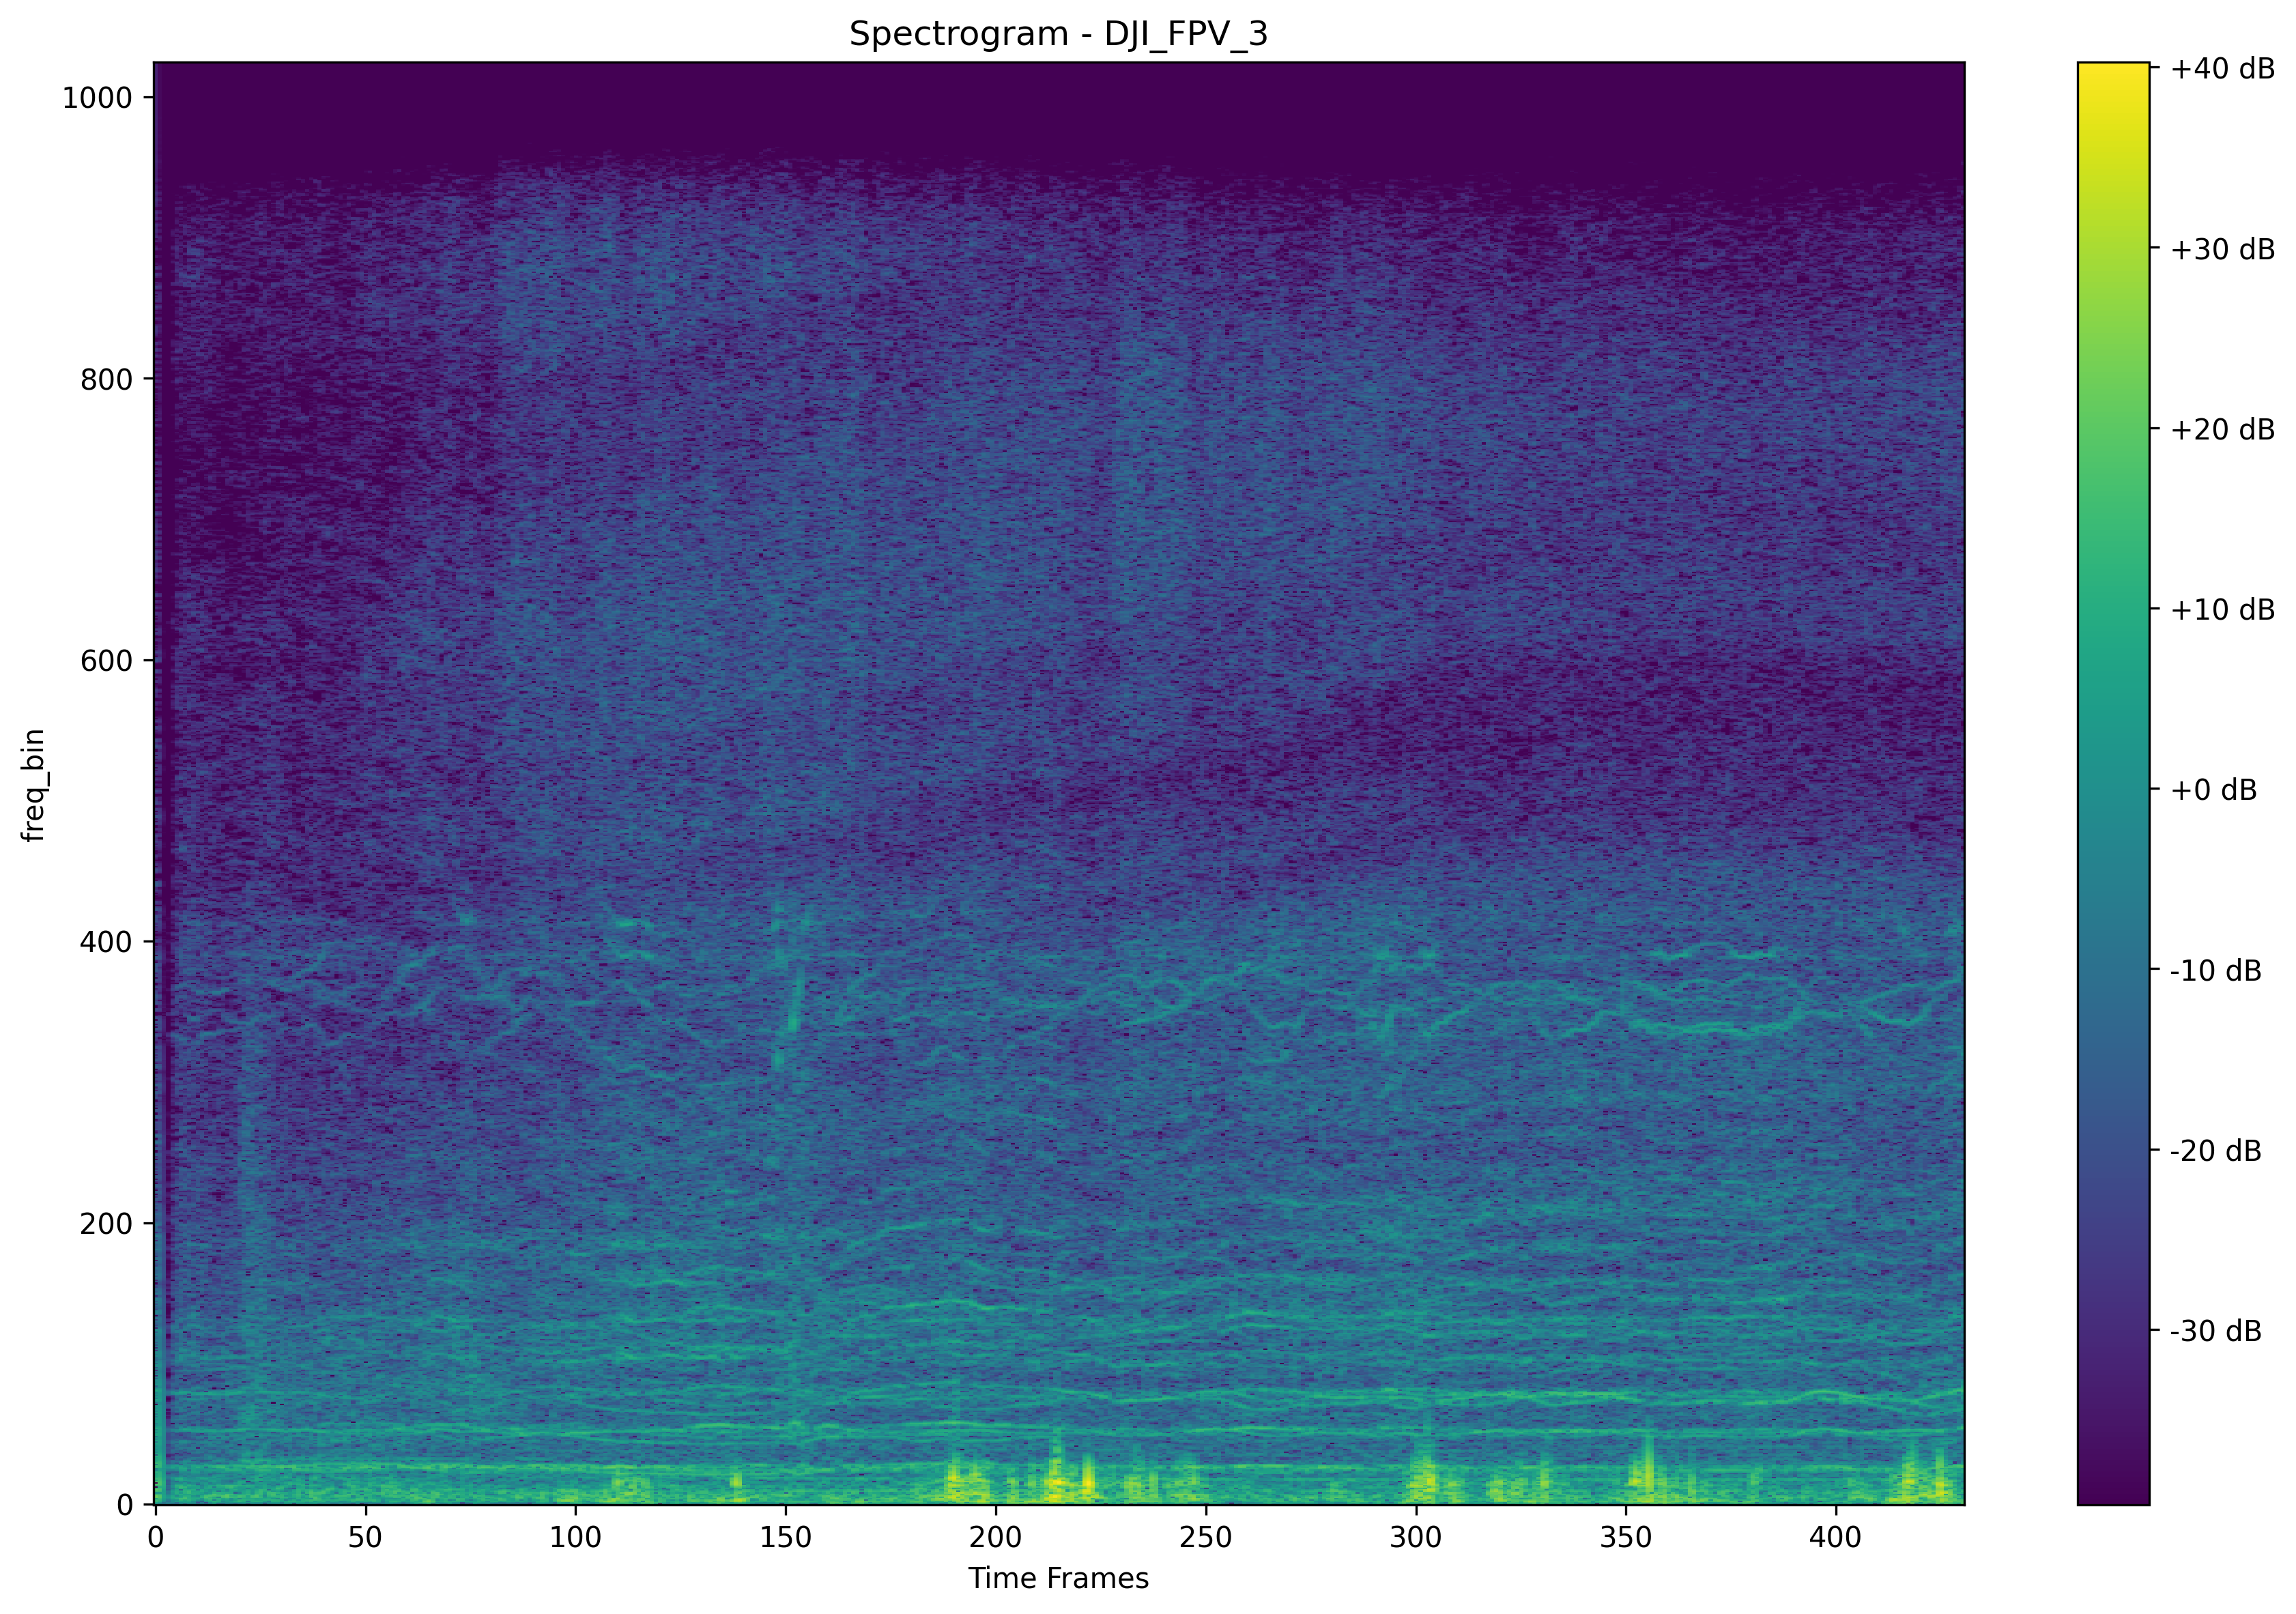 Spectrogram - DJI_FPV_3
+40 dB
+30 dB
+20 dB
+10 dB
+0 dB
-10 dB
-20 dB
-30 dB
freq_bin
1000
800
600
400
200
0
0 50 100 150 200 250 300 350 400
Time Frames